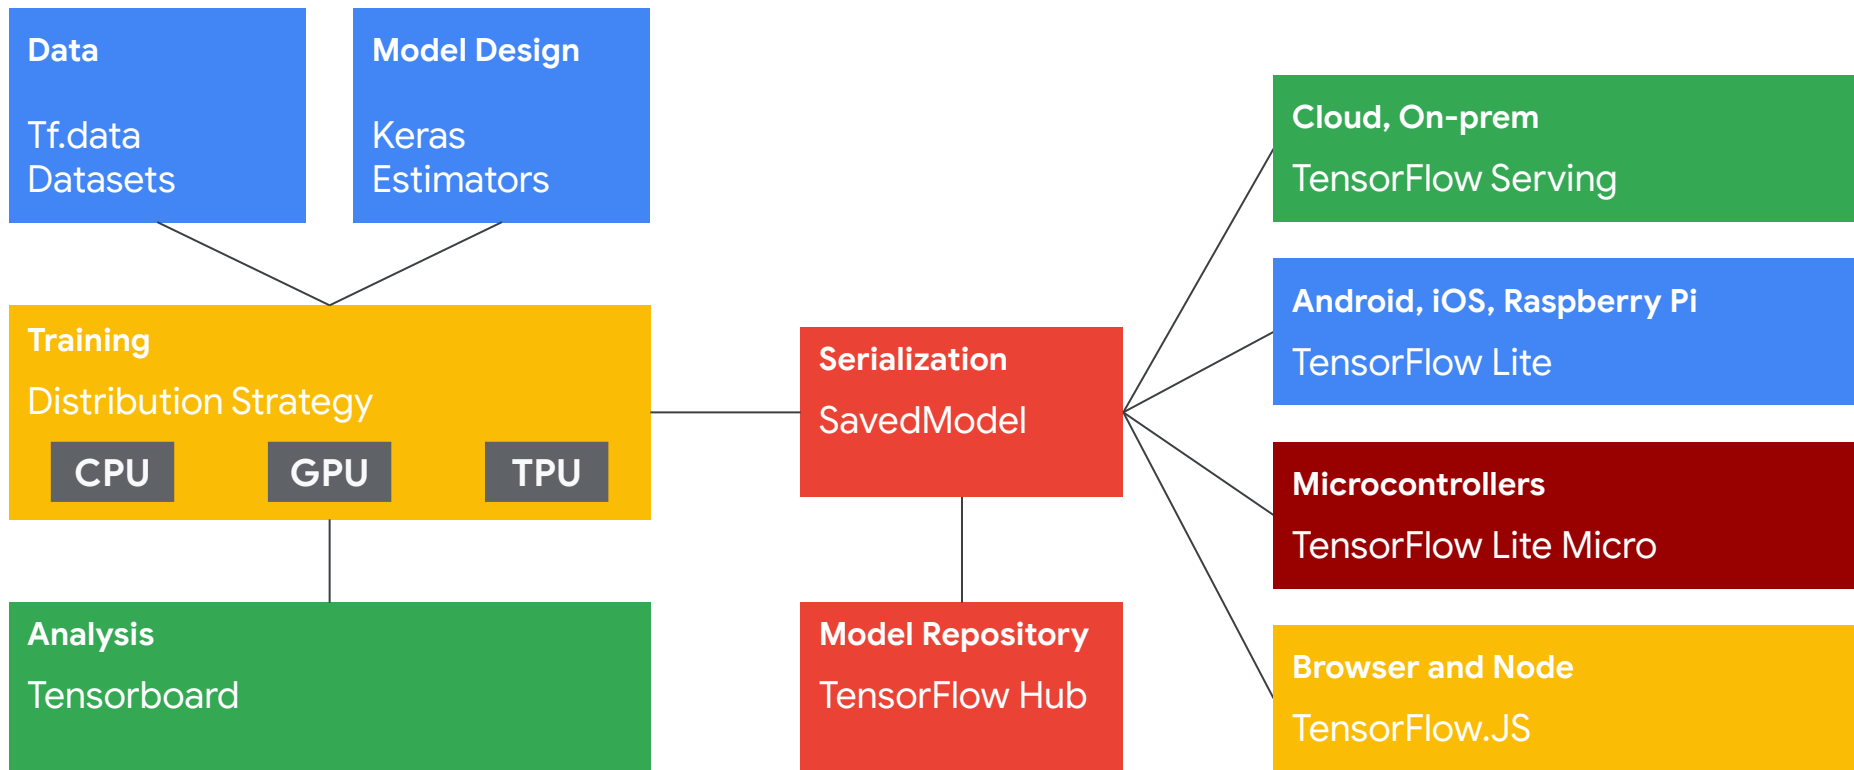 Data
Tf.data
Datasets
Model Design
Keras
Estimators
Training
Distribution Strategy
CPU
GPU
TPU
Analysis
Tensorboard
Serialization
SavedModel
Model Repository
TensorFlow Hub
Cloud, On-prem
TensorFlow Serving
Android, iOS, Raspberry Pi
TensorFlow Lite
Microcontrollers
TensorFlow Lite Micro
Browser and Node
TensorFlow.JS